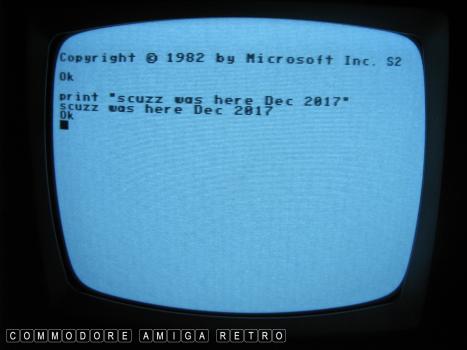 Copyright © 1982 by Microsoft Inc. S2
Ok
print "scuzz was here Dec 2017"
scuzz was here Dec 2017
Ok
COMMODORE AMIGA RETRO